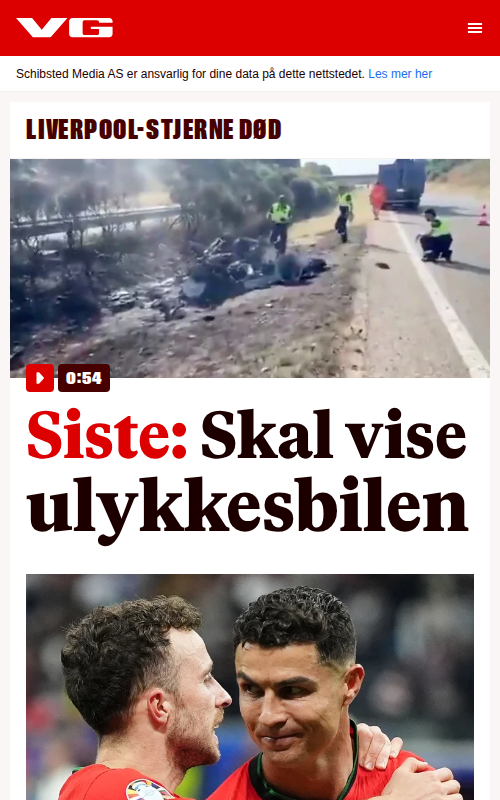 VG
Schibsted Media AS er ansvarlig for dine data på dette nettstedet. Les mer her
LIVERPOOL-STJERNE DØD
0:54
Siste: Skal vise
ulykkesbilen